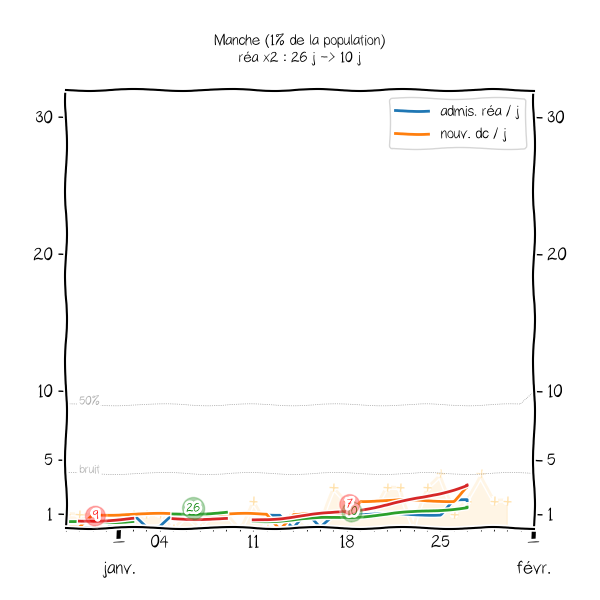 Manche (1% de la population)
réa x2 : 26 j -> 10 j
admis. réa / j
nouv. dc / j
30
30
20
20
10
10
50%
5
5
bruit
1
1
9
26
7
04
11
18
25
janv.
févr.